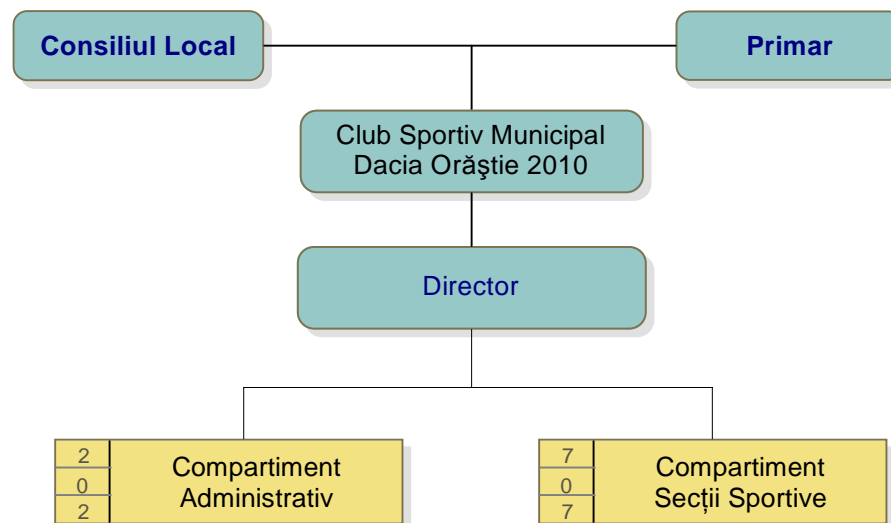 Consiliul Local
Primar
Club Sportiv Municipal
Dacia Orăştie 2010
Director
2
0
2
Compartiment
Administrativ
7
0
7
Compartiment
Secții Sportive